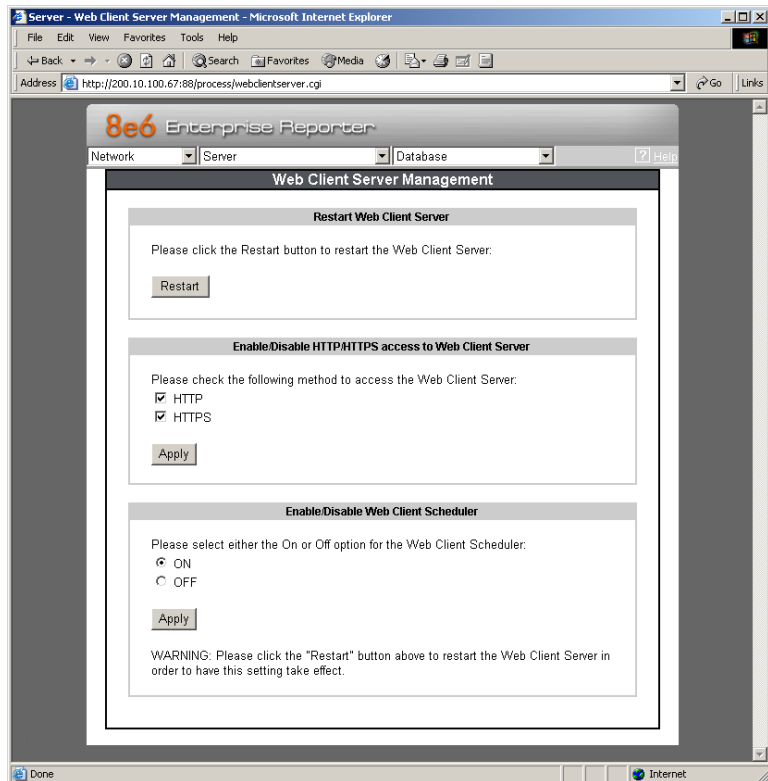 Server - Web Client Server Management - Microsoft Internet Explorer
File Edit View Favorites Tools Help
Back Search Favorites Media
Address http://200.10.100.67:88/process/webclientserver.cgi Go Links
8e6 Enterprise Reporter
Network Server Database ? Help
Web Client Server Management
Restart Web Client Server
Please click the Restart button to restart the Web Client Server:
Restart
Enable/Disable HTTP/HTTPS access to Web Client Server
Please check the following method to access the Web Client Server:
HTTP
HTTPS
Apply
Enable/Disable Web Client Scheduler
Please select either the On or Off option for the Web Client Scheduler:
ON
OFF
Apply
WARNING: Please click the "Restart" button above to restart the Web Client Server in
order to have this setting take effect.
Done Internet